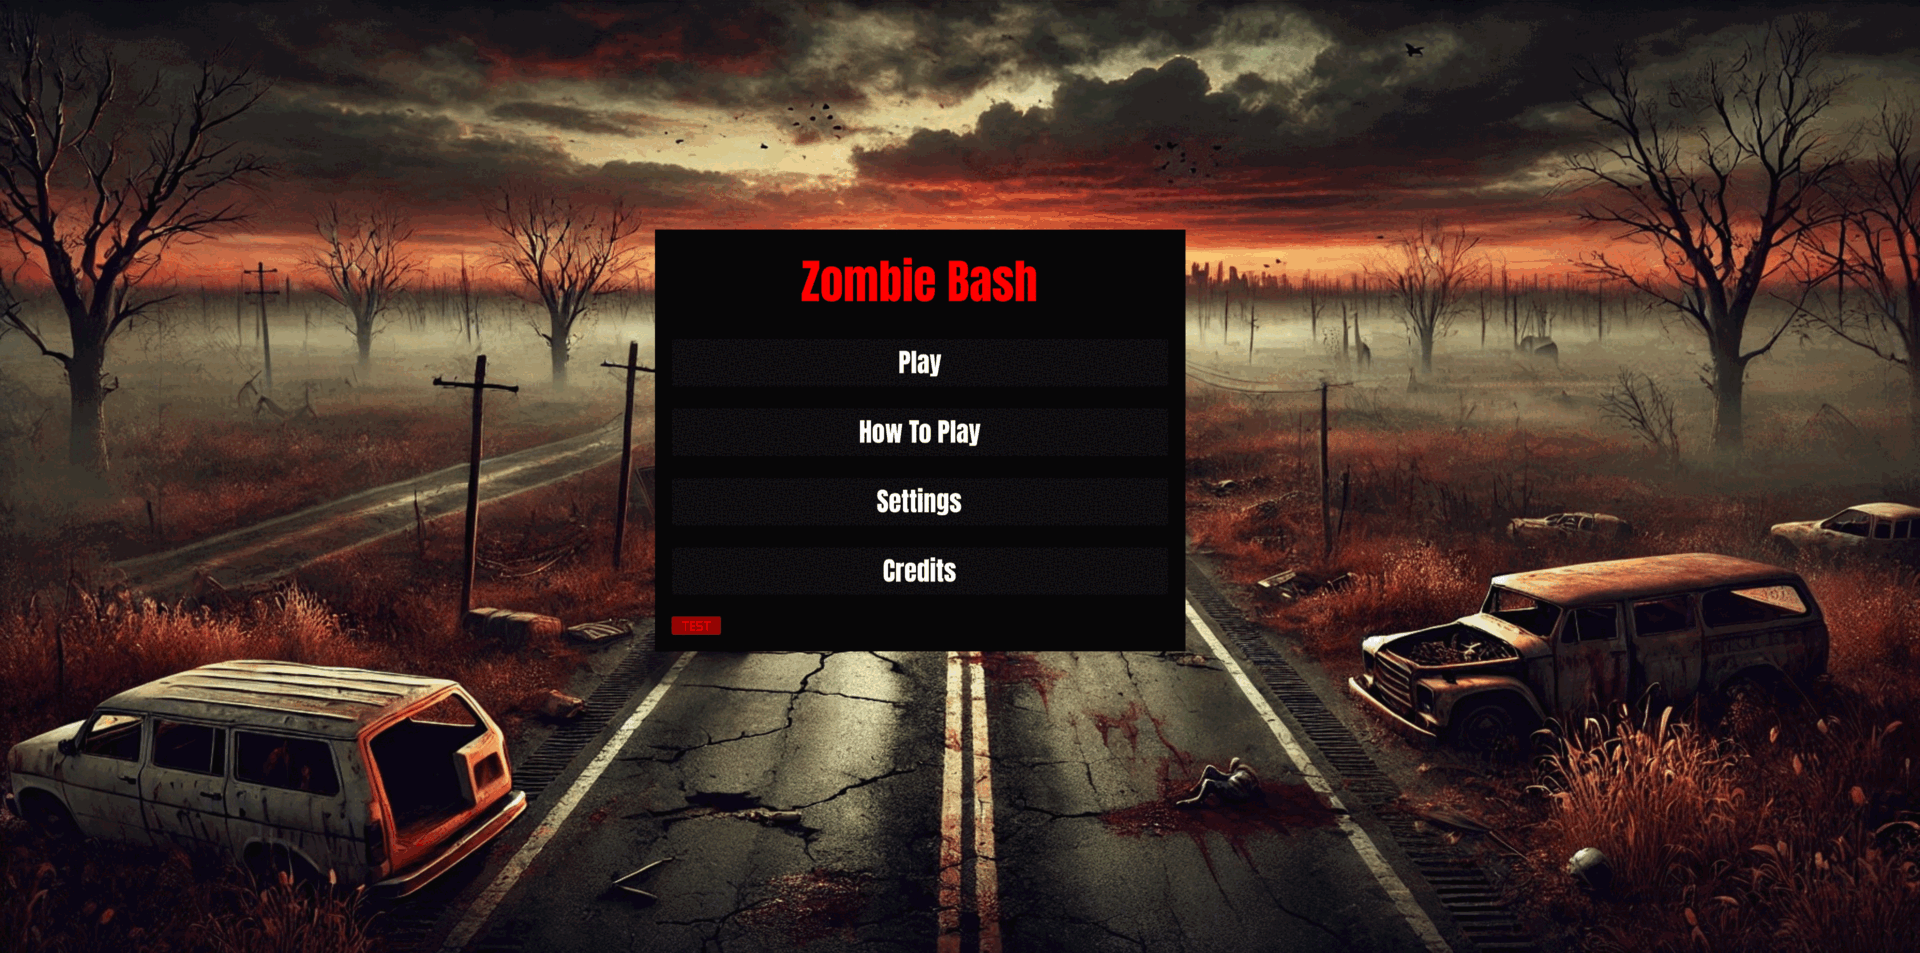 Zombie Bash
Play
How To Play
Settings
Credits
TEST